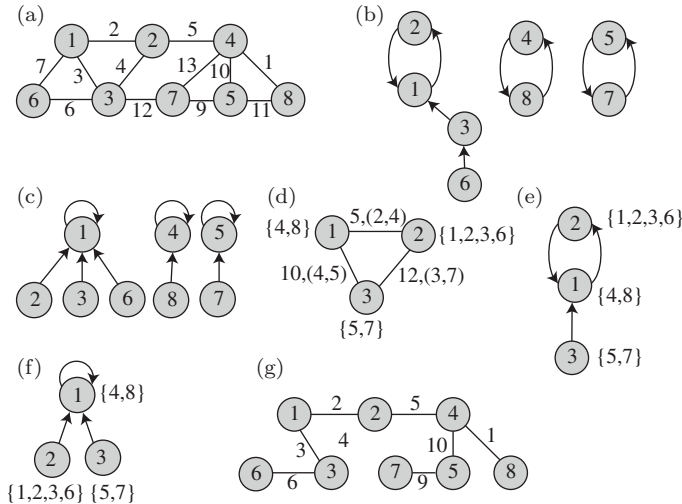 (a)
1 2 2 5 4
7 3 4 13 10 1
6 6 3 12 7 9 5 11 8
(b)
2 4 5
1 8 7
3
6
(c)
1 4 5
2 3 6 8 7
(d)
{4,8} 1 5,(2,4) 2 {1,2,3,6}
10,(4,5) 12,(3,7)
3
{5,7}
(e)
2 {1,2,3,6}
1 {4,8}
3 {5,7}
(f)
1 {4,8}
2 3
{1,2,3,6} {5,7}
(g)
1 2 2 5 4
3 4 10 1
6 6 3 7 9 5 8